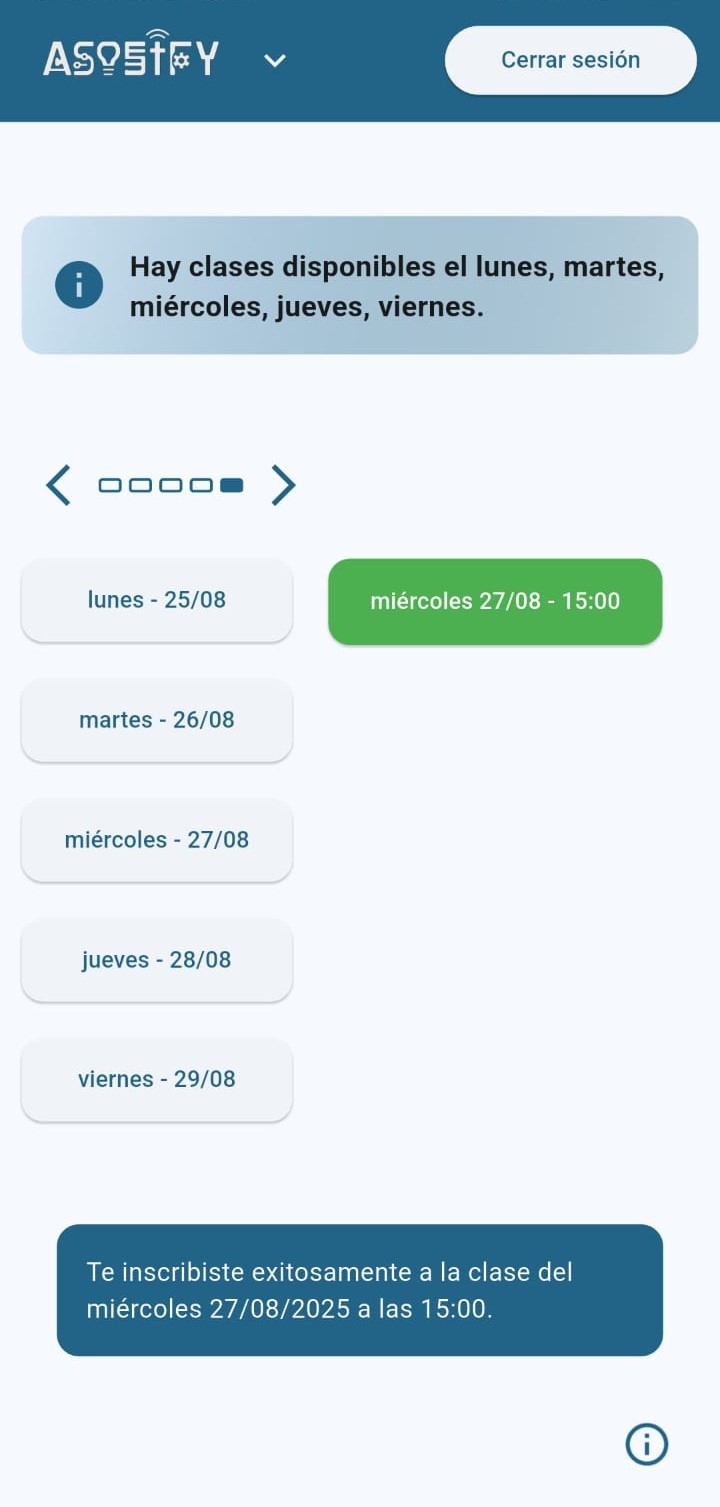 ASOSTFY
Cerrar sesión
Hay clases disponibles el lunes, martes,
miércoles, jueves, viernes.
lunes - 25/08
miércoles 27/08 - 15:00
martes - 26/08
miércoles - 27/08
jueves - 28/08
viernes - 29/08
Te inscribiste exitosamente a la clase del
miércoles 27/08/2025 a las 15:00.